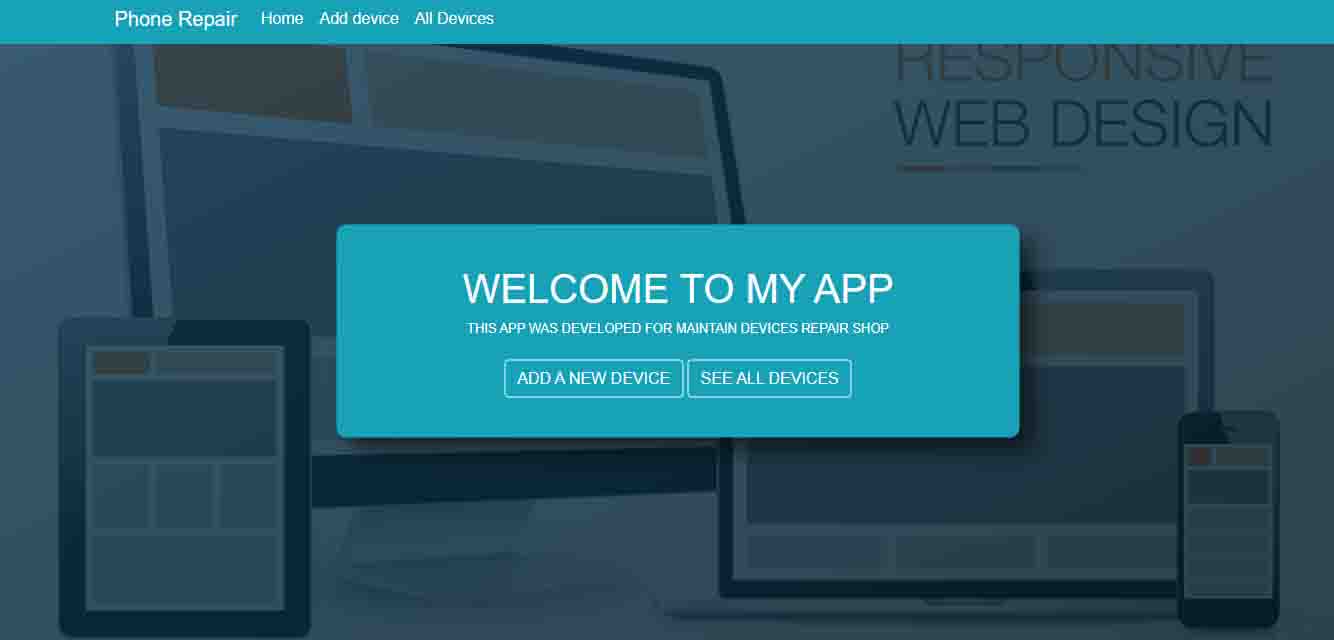 Phone Repair Home Add device All Devices
RESPONSIVE
WEB DESIGN
WELCOME TO MY APP
THIS APP WAS DEVELOPED FOR MAINTAIN DEVICES REPAIR SHOP
ADD A NEW DEVICE SEE ALL DEVICES